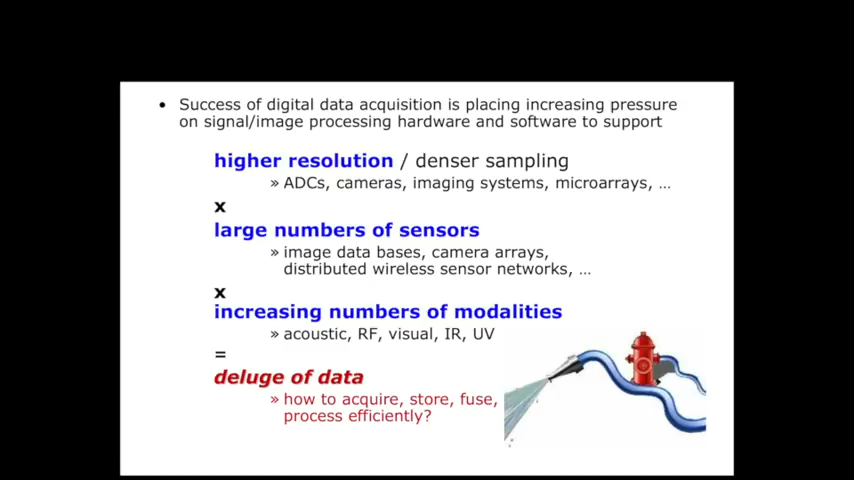 • Success of digital data acquisition is placing increasing pressure
on signal/image processing hardware and software to support
higher resolution / denser sampling
» ADCs, cameras, imaging systems, microarrays, …
x
large numbers of sensors
» image data bases, camera arrays,
distributed wireless sensor networks, …
x
increasing numbers of modalities
» acoustic, RF, visual, IR, UV
=
deluge of data
» how to acquire, store, fuse,
process efficiently?